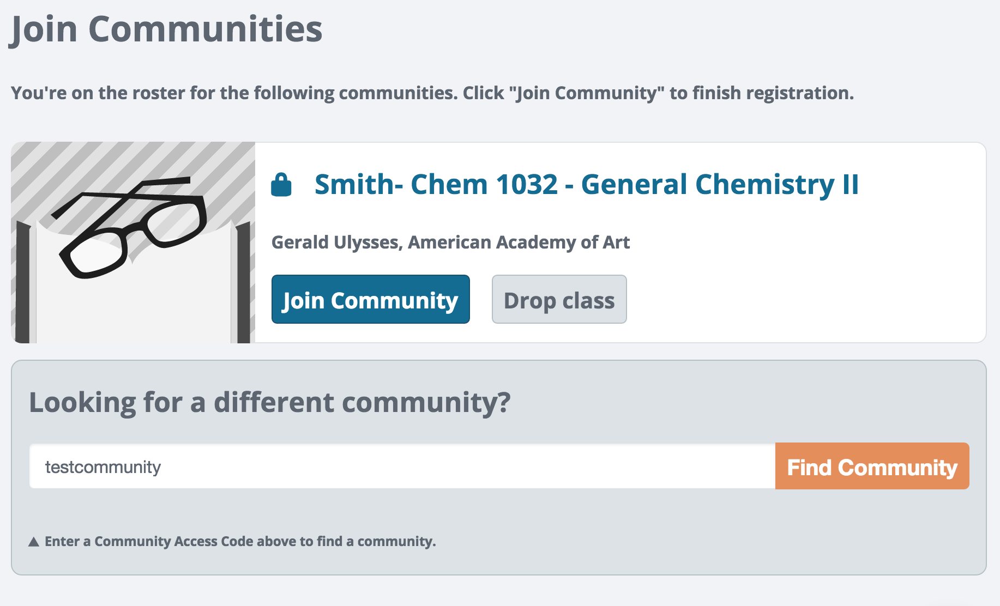 Join Communities
You're on the roster for the following communities. Click "Join Community" to finish registration.
Smith- Chem 1032 - General Chemistry II
Gerald Ulysses, American Academy of Art
Join Community
Drop class
Looking for a different community?
testcommunity
Find Community
▲ Enter a Community Access Code above to find a community.